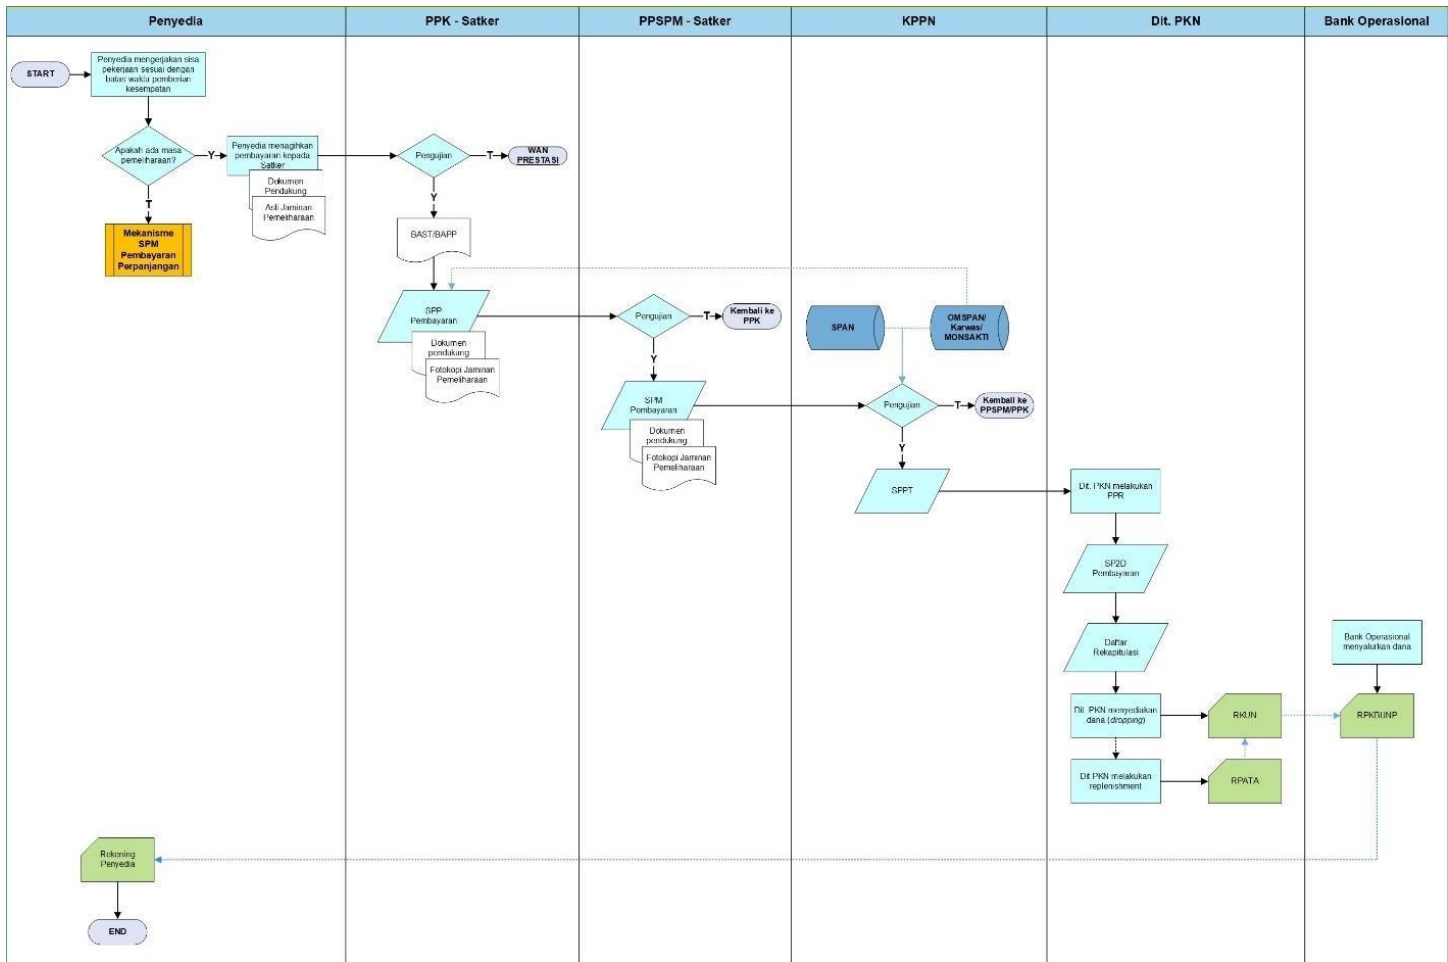 Penyedia
PPK - Satker
PPSPM - Satker
KPPN
Dit. PKN
Bank Operasional
START
Penyedia mengerjakan sisa
pekerjaan sesuai dengan
batas waktu pemberian
kesempatan
Apakah ada masa
pemeliharaan?
Y
T
Mekanisme
SPM
Pembayaran
Perpanjangan
Penyedia menagihkan
pembayaran kepada
Satker
Dokumen
Pendukung
Asli Jaminan
Pemeliharaan
Pengujian
T
WAN
PRESTASI
Y
BAST/BAPP
SPP
Pembayaran
Dokumen
pendukung
Fotokopi Jaminan
Pemeliharaan
Pengujian
T
Kembali ke
PPK
Y
SPM
Pembayaran
Dokumen
pendukung
Fotokopi Jaminan
Pemeliharaan
SPAN
OMSPAN/
Karwas/
MONSAKTI
Pengujian
T
Kembali ke
PPSPM/PPK
Y
SPPT
Dit. PKN melakukan
PPR
SP2D
Pembayaran
Daftar
Rekapitulasi
Dit. PKN menyediakan
dana (dropping)
RKUN
Dit PKN melakukan
replenishment
RPATA
Bank Operasional
menyalurkan dana
RPKBUNP
Rekening
Penyedia
END